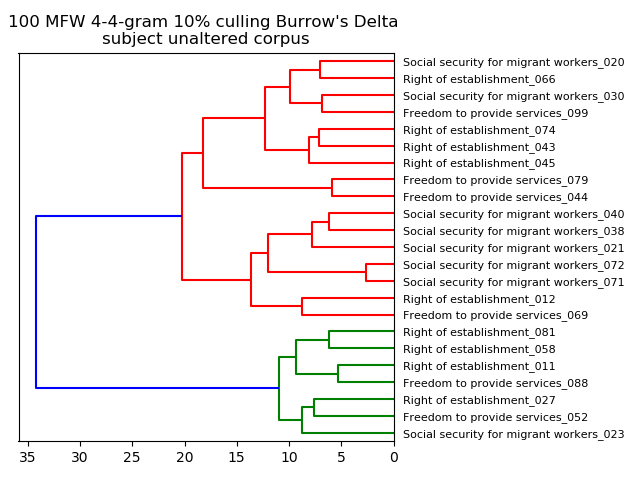 100 MFW 4-4-gram 10% culling Burrow's Delta
subject unaltered corpus
Social security for migrant workers_020
Right of establishment_066
Social security for migrant workers_030
Freedom to provide services_099
Right of establishment_074
Right of establishment_043
Right of establishment_045
Freedom to provide services_079
Freedom to provide services_044
Social security for migrant workers_040
Social security for migrant workers_038
Social security for migrant workers_021
Social security for migrant workers_072
Social security for migrant workers_071
Right of establishment_012
Freedom to provide services_069
Right of establishment_081
Right of establishment_058
Right of establishment_011
Freedom to provide services_088
Right of establishment_027
Freedom to provide services_052
Social security for migrant workers_023
35 30 25 20 15 10 5 0